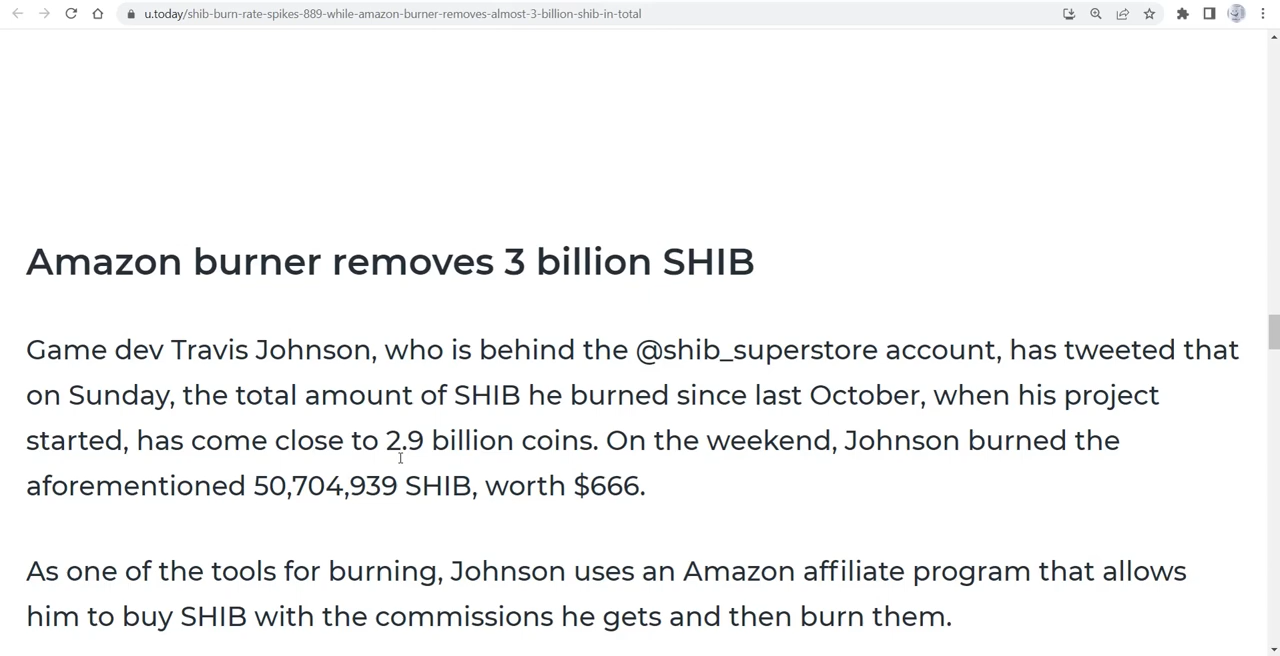 u.today/shib-burn-rate-spikes-889-while-amazon-burner-removes-almost-3-billion-shib-in-total
Amazon burner removes 3 billion SHIB
Game dev Travis Johnson, who is behind the @shib_superstore account, has tweeted that
on Sunday, the total amount of SHIB he burned since last October, when his project
started, has come close to 2.9 billion coins. On the weekend, Johnson burned the
aforementioned 50,704,939 SHIB, worth $666.
As one of the tools for burning, Johnson uses an Amazon affiliate program that allows
him to buy SHIB with the commissions he gets and then burn them.